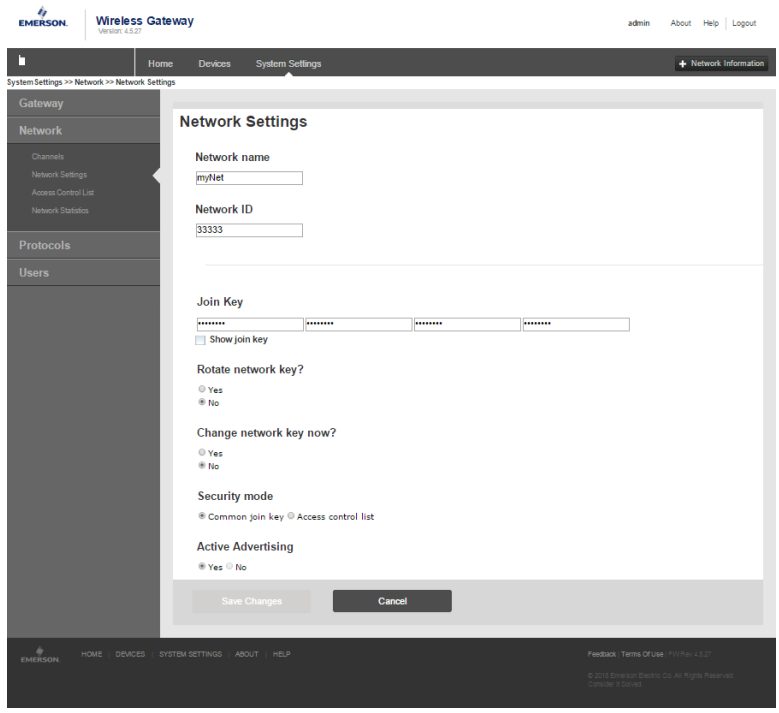 EMERSON.
Wireless Gateway
Version: 4.5.27
admin About Help Logout
Home Devices System Settings
+ Network Information
System Settings >> Network >> Network Settings
Gateway
Network
Channels
Network Settings
Access Control List
Network Statistics
Protocols
Users
Network Settings
Network name
myNet
Network ID
33333
Join Key
•••••••• •••••••• •••••••• ••••••••
Show join key
Rotate network key?
Yes
No
Change network key now?
Yes
No
Security mode
Common join key Access control list
Active Advertising
Yes No
Save Changes Cancel
EMERSON.
HOME | DEVICES | SYSTEM SETTINGS | ABOUT | HELP
Feedback | Terms Of Use | FW Rev 4.5.27
Emerson Electric Co. All Rights Reserved.
Consider It Solved.